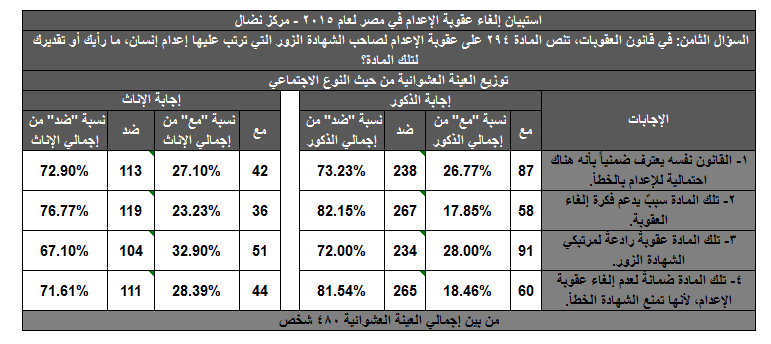 استبيان إلغاء عقوبة الإعدام في مصر لعام ٢٠١٥ - مركز نضال
السؤال الثامن: في قانون العقوبات، تنص المادة ٢٩٤ على عقوبة الإعدام لصاحب الشهادة الزور التي ترتب عليها إعدام إنسان، ما رأيك أو تقديرك
لتلك المادة؟
توزيع العينة العشوائية من حيث النوع الاجتماعي
الإجابات
إجابة الذكور
إجابة الإناث
مع
نسبة "مع" من
إجمالي الذكور
ضد
نسبة "ضد" من
إجمالي الذكور
مع
نسبة "مع" من
إجمالي الإناث
ضد
نسبة "ضد" من
إجمالي الإناث
١- القانون نفسه يعترف ضمنياً بأنه هناك
احتمالية للإعدام بالخطأ.
87 26.77% 238 73.23% 42 27.10% 113 72.90%
٢- تلك المادة سببٌ يدعم فكرة إلغاء
العقوبة.
58 17.85% 267 82.15% 36 23.23% 119 76.77%
٣- تلك المادة عقوبةً رادعةً لمرتكبي
الشهادة الزور.
91 28.00% 234 72.00% 51 32.90% 104 67.10%
٤- تلك المادة ضمانةً لعدم إلغاء عقوبة
الإعدام، لأنها تمنع الشهادة الخطأ.
60 18.46% 265 81.54% 44 28.39% 111 71.61%
من بين إجمالي العينة العشوائية ٤٨٠ شخص